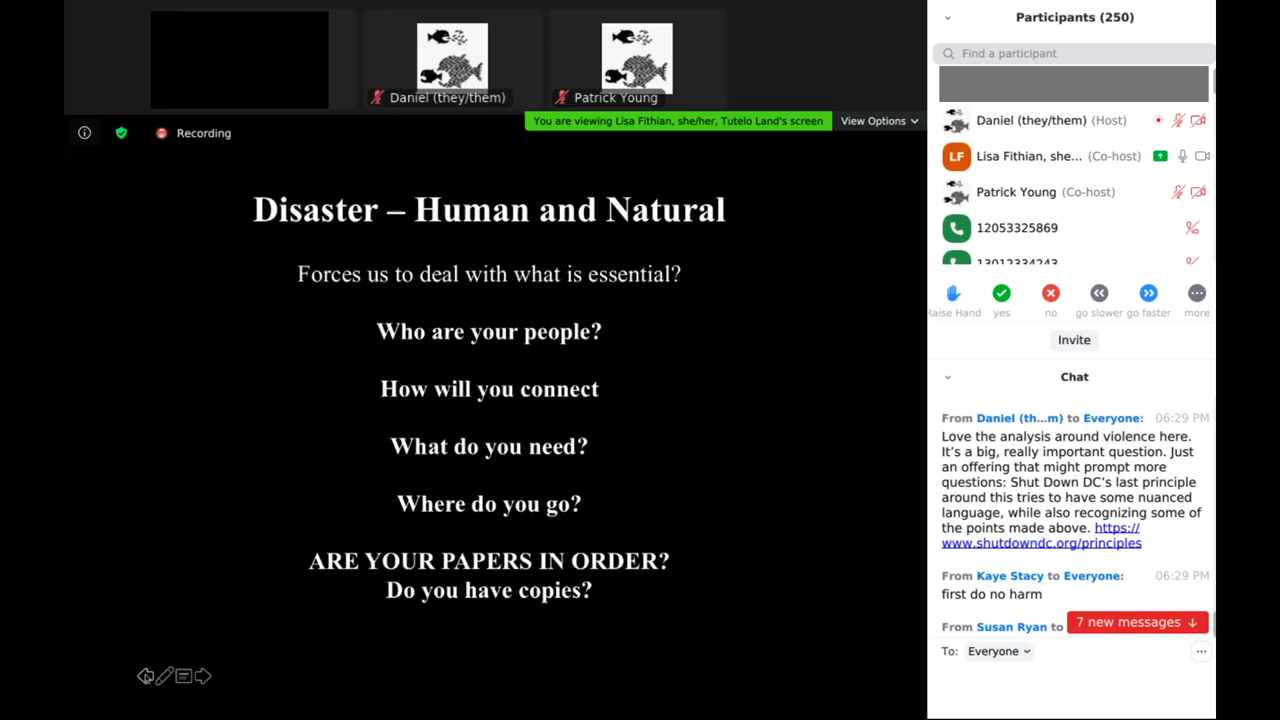 Daniel (they/them)
Patrick Young
You are viewing Lisa Fithian, she/her, Tutelo Land's screen
View Options
Recording
Disaster – Human and Natural
Forces us to deal with what is essential?
Who are your people?
How will you connect
What do you need?
Where do you go?
ARE YOUR PAPERS IN ORDER?
Do you have copies?
Participants (250)
Find a participant
Daniel (they/them) (Host)
LF Lisa Fithian, she... (Co-host)
Patrick Young (Co-host)
12053325869
13012334243
Raise Hand yes no go slower go faster more
Invite
Chat
From Daniel (th...m) to Everyone: 06:29 PM
Love the analysis around violence here.
It's a big, really important question. Just
an offering that might prompt more
questions: Shut Down DC's last principle
around this tries to have some nuanced
language, while also recognizing some of
the points made above. https://
www.shutdowndc.org/principles
From Kaye Stacy to Everyone: 06:29 PM
first do no harm
From Susan Ryan to
7 new messages ↓
To: Everyone